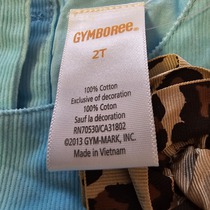 GYMBOREE.
2T
100% Cotton
Exclusive of decoration
100% Coton
Sauf la décoration
RN70530/CA31802
©2013 GYM-MARK, INC.
Made in Vietnam